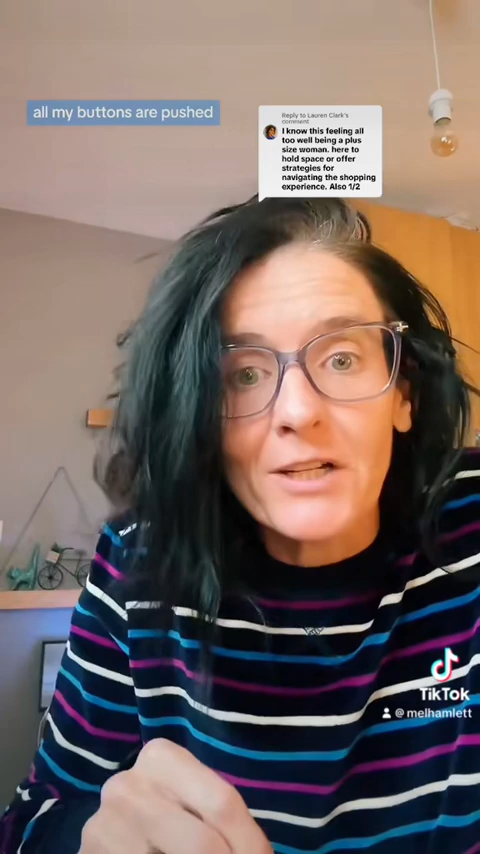 all my buttons are pushed
Reply to Lauren Clark's
comment
I know this feeling all
too well being a plus
size woman. here to
hold space or offer
strategies for
navigating the shopping
experience. Also 1/2
TikTok
@melhamlett